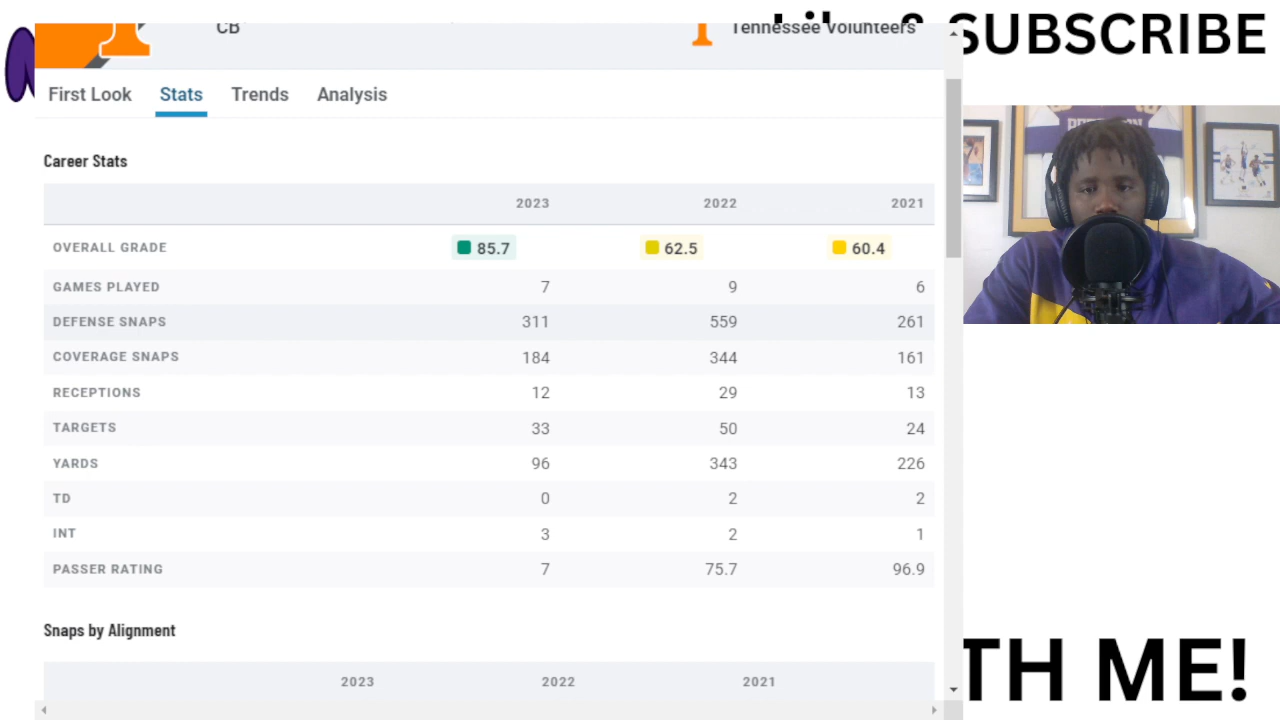 Like & SUBSCRIBE
CB
Tennessee Volunteers
First Look Stats Trends Analysis
Career Stats
2023 2022 2021
OVERALL GRADE 85.7 62.5 60.4
GAMES PLAYED 7 9 6
DEFENSE SNAPS 311 559 261
COVERAGE SNAPS 184 344 161
RECEPTIONS 12 29 13
TARGETS 33 50 24
YARDS 96 343 226
TD 0 2 2
INT 3 2 1
PASSER RATING 7 75.7 96.9
Snaps by Alignment
2023 2022 2021
TH ME!